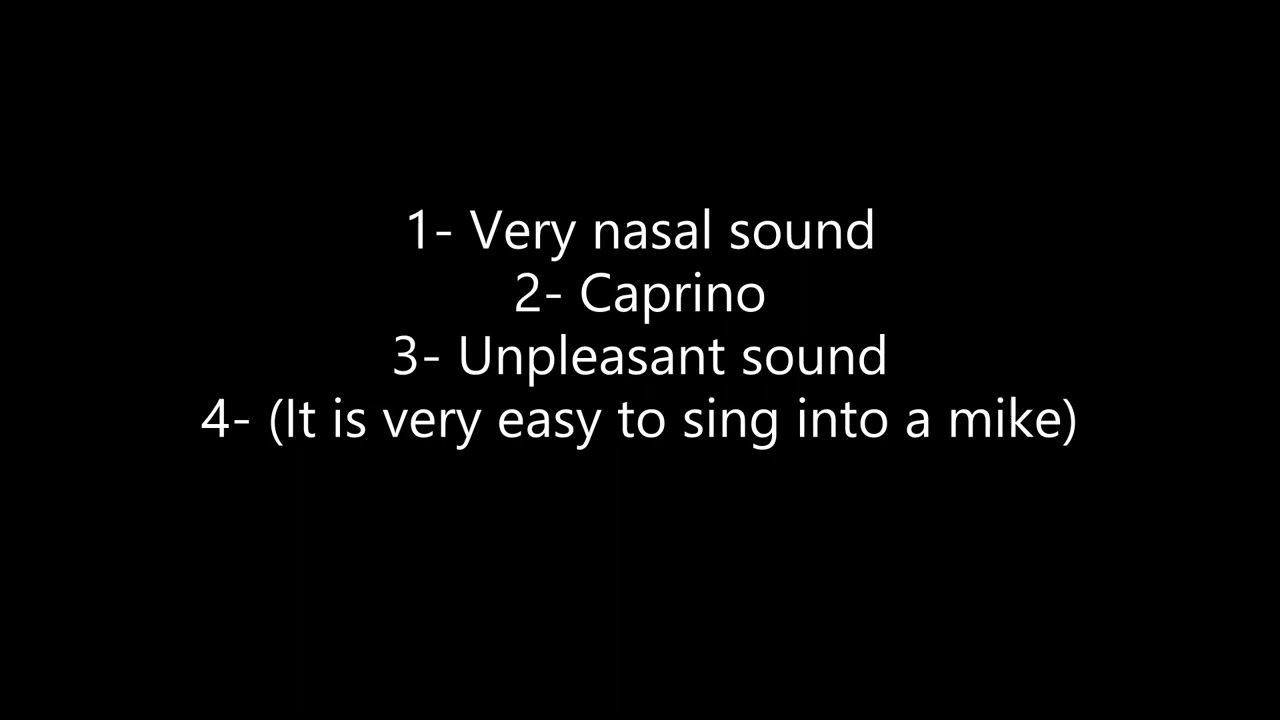 1- Very nasal sound
2- Caprino
3- Unpleasant sound
4- (It is very easy to sing into a mike)